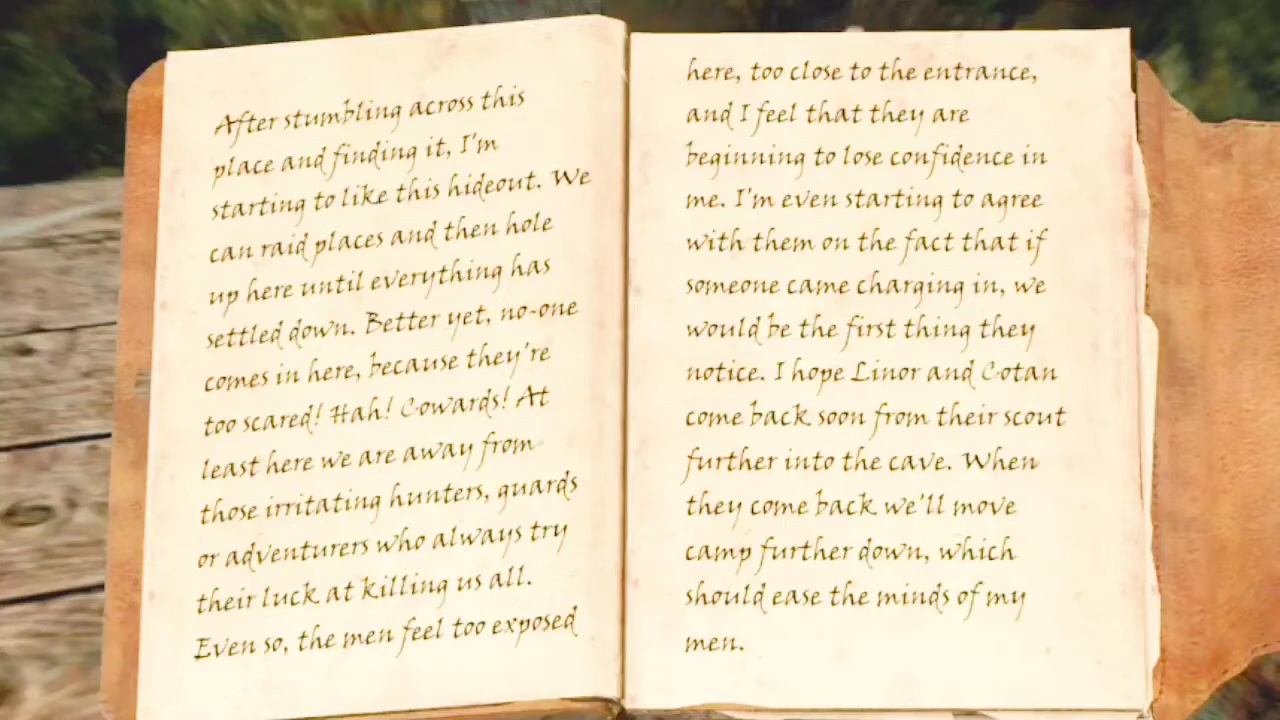 After stumbling across this
place and finding it, I'm
starting to like this hideout. We
can raid places and then hole
up here until everything has
settled down. Better yet, no-one
comes in here, because they're
too scared! Hah! Cowards! At
least here we are away from
those irritating hunters, guards
or adventurers who always try
their luck at killing us all.
Even so, the men feel too exposed
here, too close to the entrance,
and I feel that they are
beginning to lose confidence in
me. I'm even starting to agree
with them on the fact that if
someone came charging in, we
would be the first thing they
notice. I hope Linor and Cotan
come back soon from their scout
further into the cave. When
they come back we'll move
camp further down, which
should ease the minds of my
men.